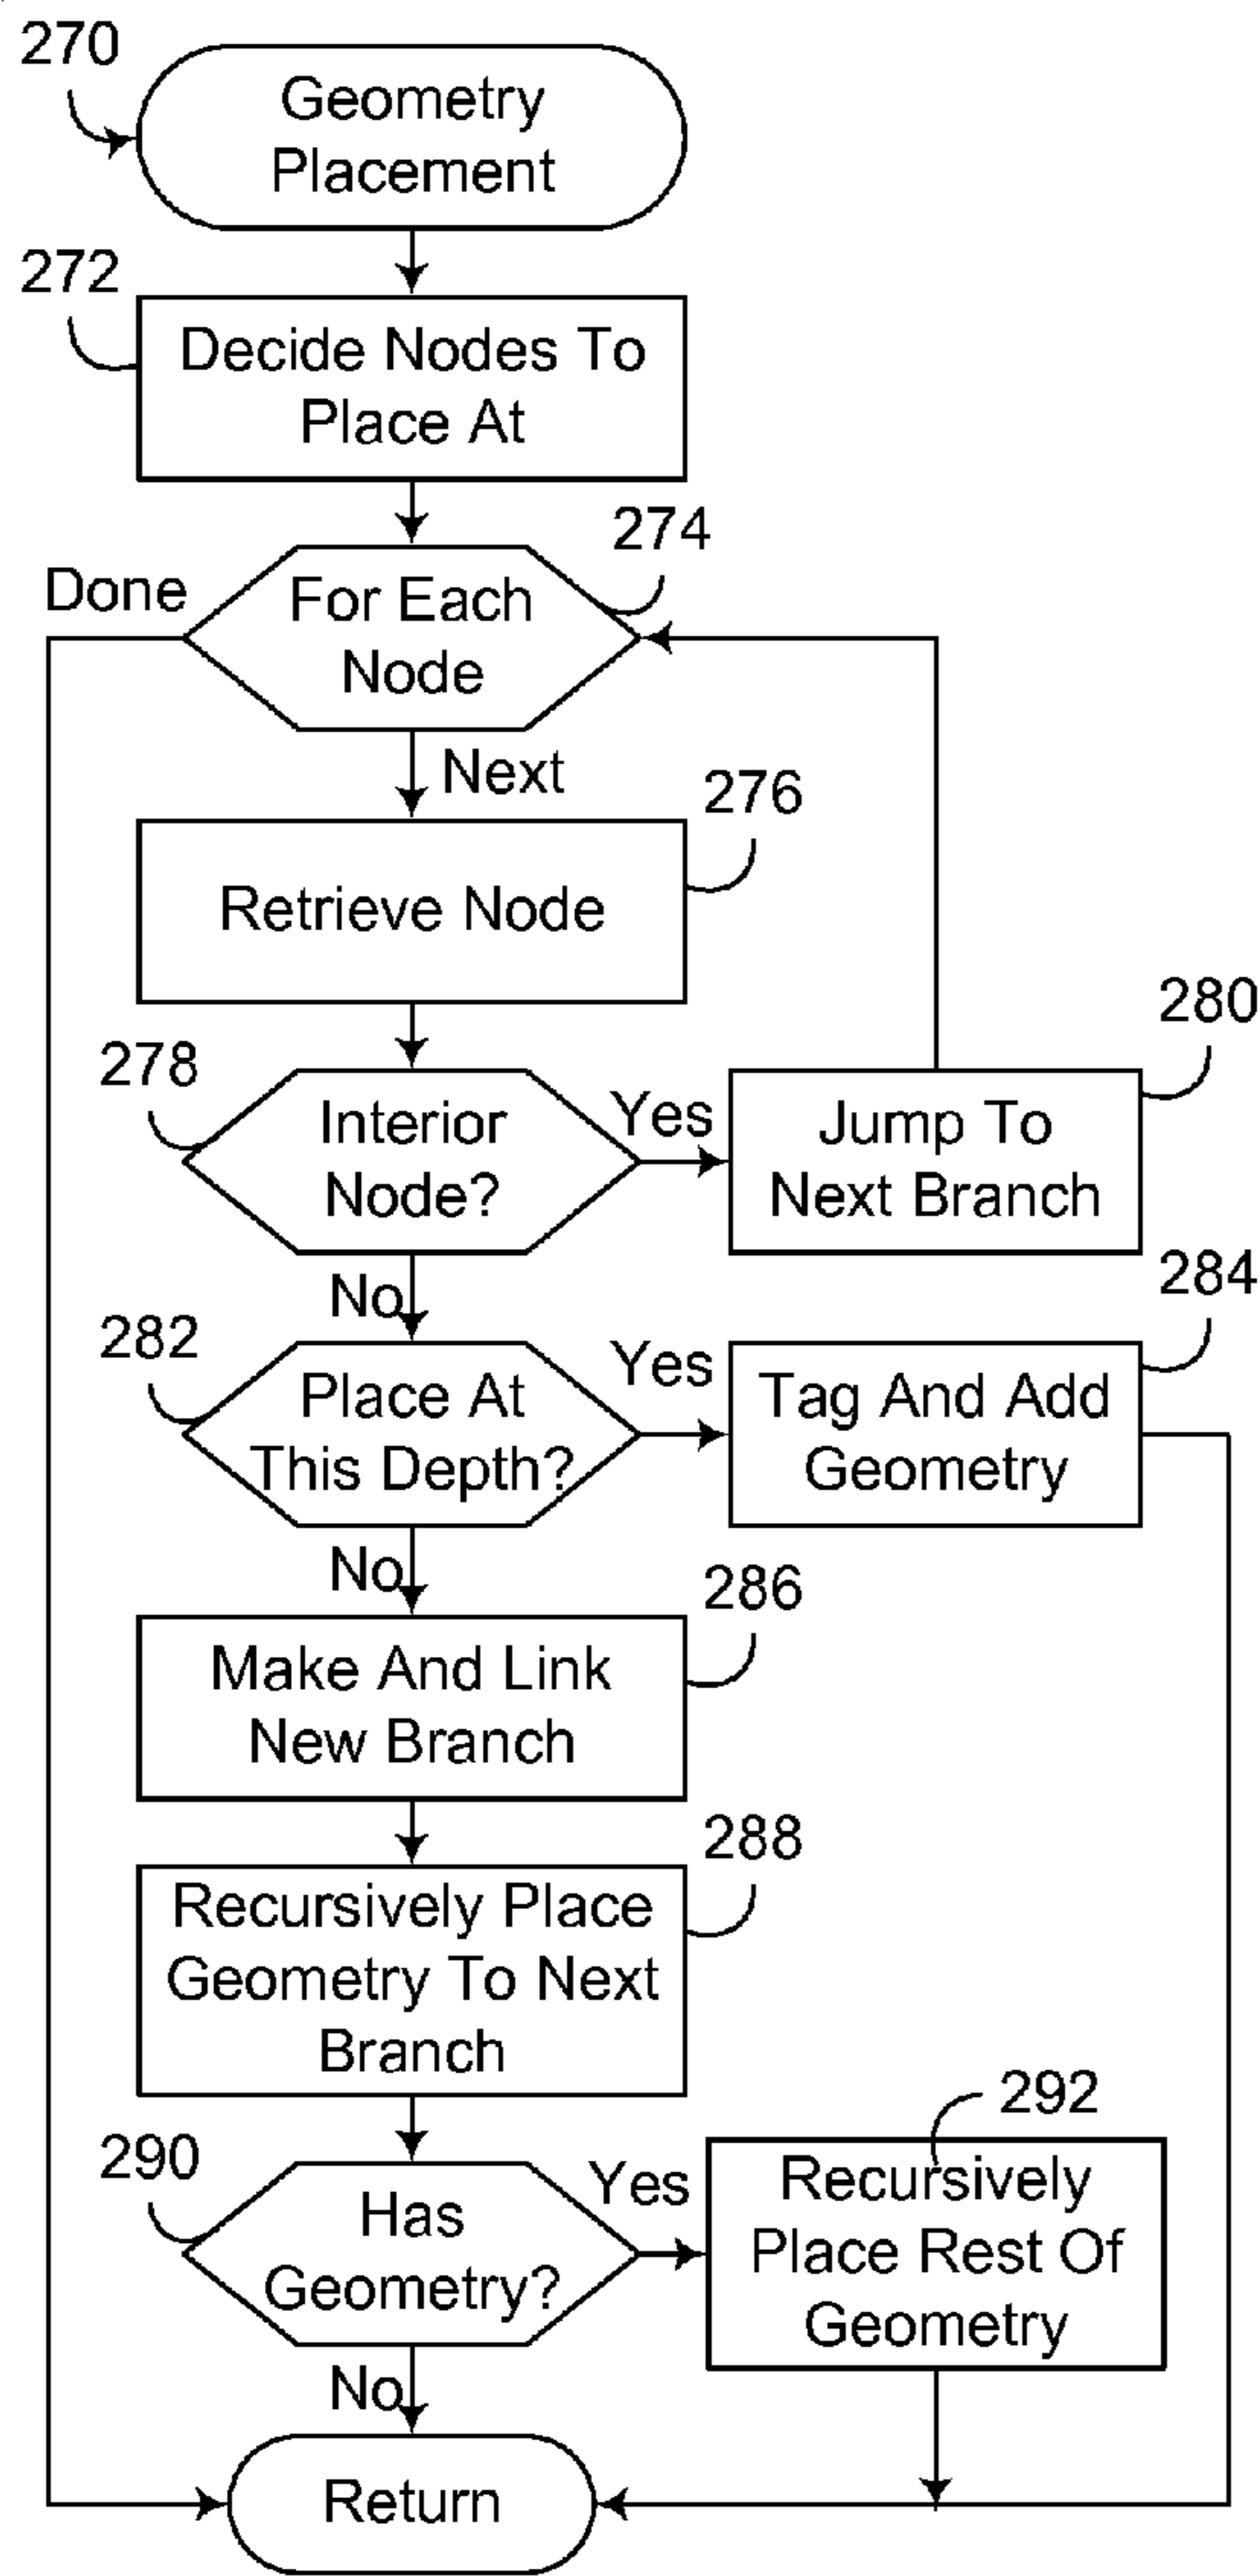 270
Geometry
Placement
272
Decide Nodes To
Place At
274
Done
For Each
Node
Next
276
Retrieve Node
280
278
Interior
Node?
Yes
Jump To
Next Branch
No
284
282
Place At
This Depth?
Yes
Tag And Add
Geometry
No
286
Make And Link
New Branch
288
Recursively Place
Geometry To Next
Branch
292
290
Has
Geometry?
Yes
Recursively
Place Rest Of
Geometry
No
Return